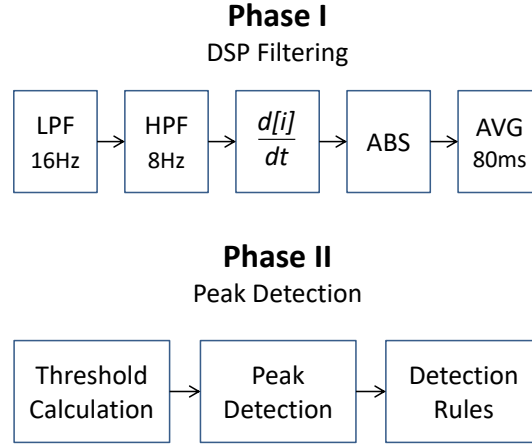 Phase I
DSP Filtering
LPF
16Hz
HPF
8Hz
d[i]
dt
ABS
AVG
80ms
Phase II
Peak Detection
Threshold
Calculation
Peak
Detection
Detection
Rules